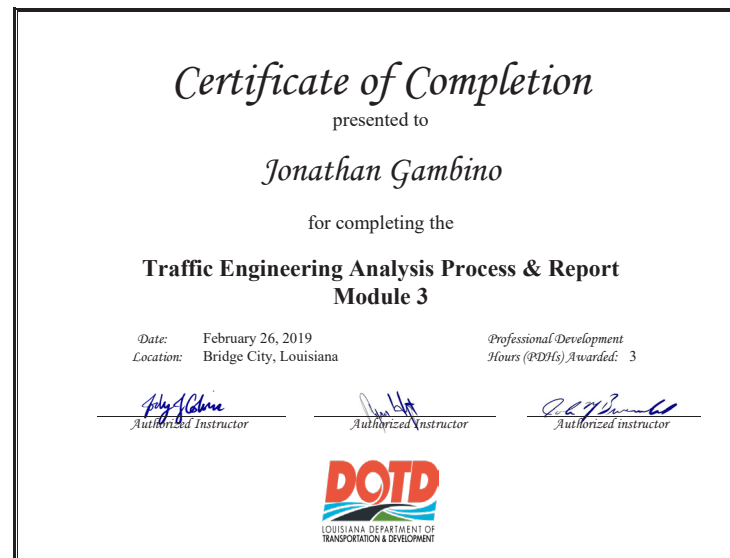 Certificate of Completion
presented to
Jonathan Gambino
for completing the
Traffic Engineering Analysis Process & Report
Module 3
Date: February 26, 2019
Location: Bridge City, Louisiana
Professional Development
Hours (PDHs) Awarded: 3
Authorized Instructor
Authorized Instructor
Authorized instructor
DOTD
LOUISIANA DEPARTMENT OF
TRANSPORTATION & DEVELOPMENT